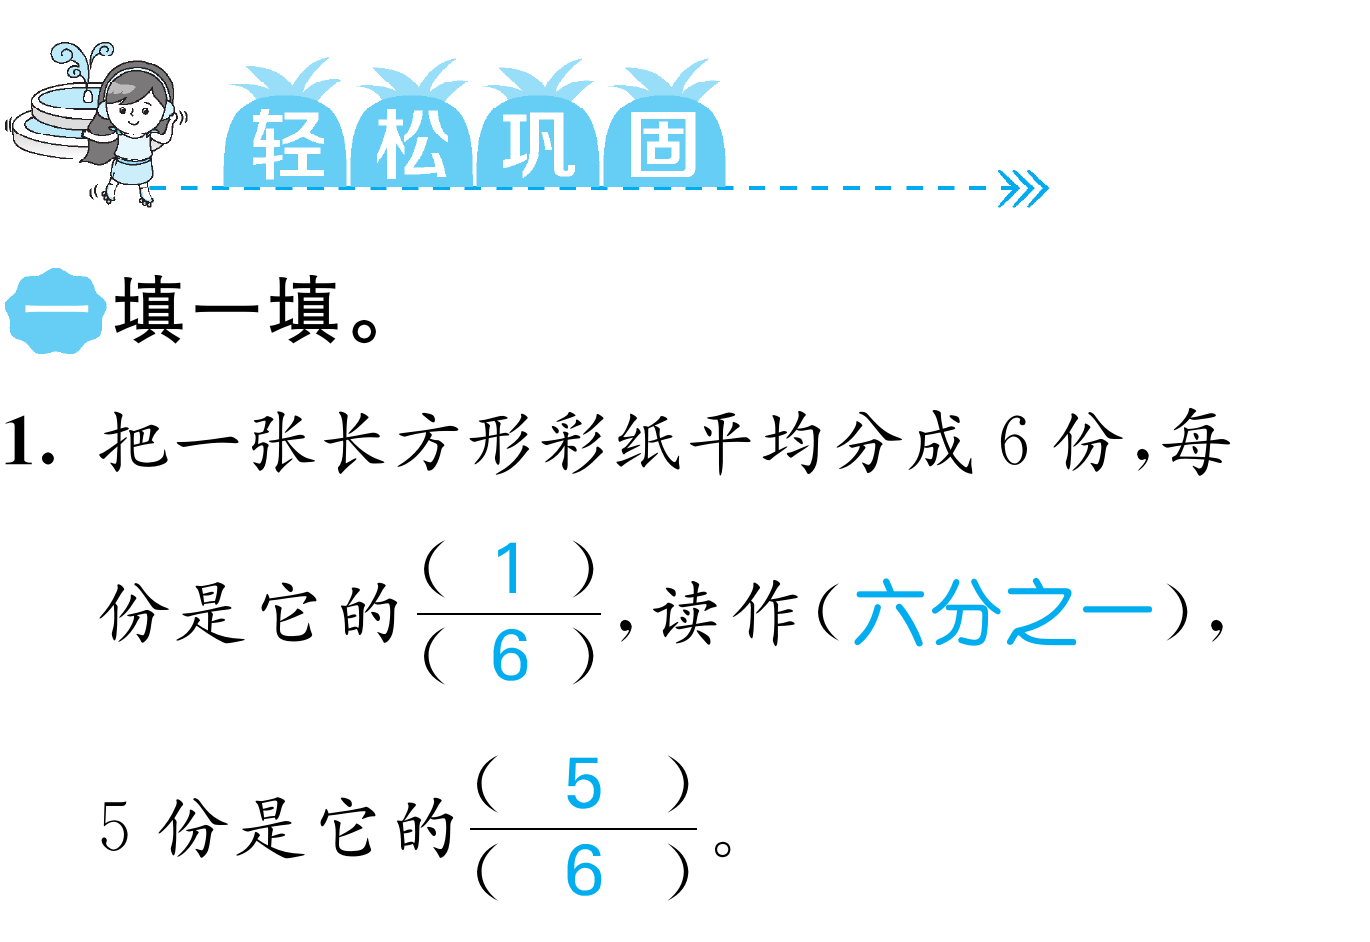 轻松巩固
一 填一填。
1. 把一张长方形彩纸平均分成 6 份,每
份是它的( 1 )/( 6 ),读作(六分之一),
5 份是它的( 5 )/( 6 )。